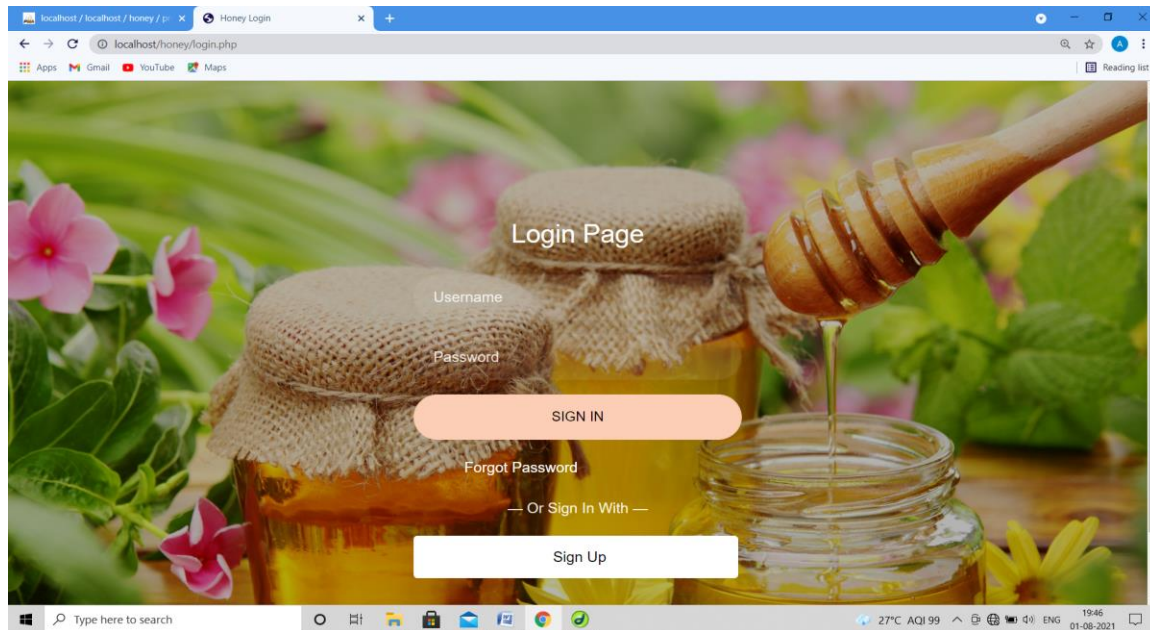 localhost / localhost / honey / p
Honey Login
localhost/honey/login.php
Apps
Gmail
YouTube
Maps
A
Reading list
Login Page
Username
Password
SIGN IN
Forgot Password
— Or Sign In With —
Sign Up
Type here to search
27°C AQI 99
ENG
19:46
01-08-2021